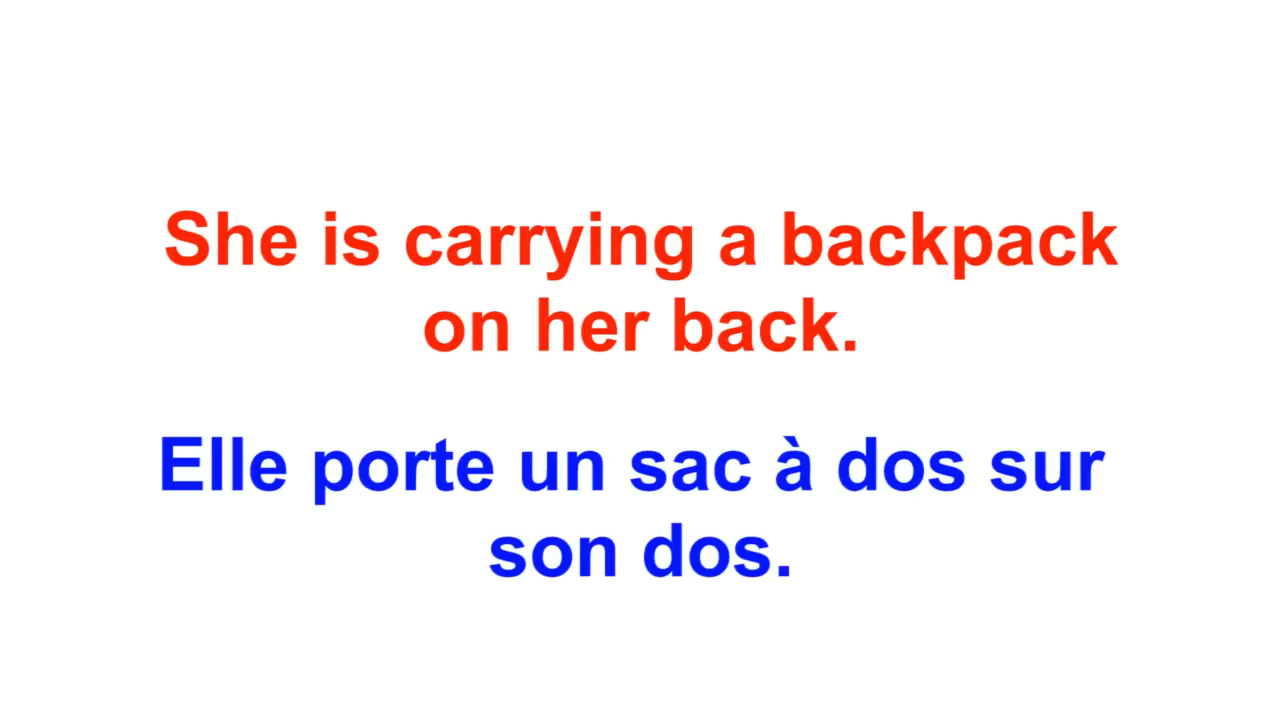 She is carrying a backpack
on her back.
Elle porte un sac à dos sur
son dos.